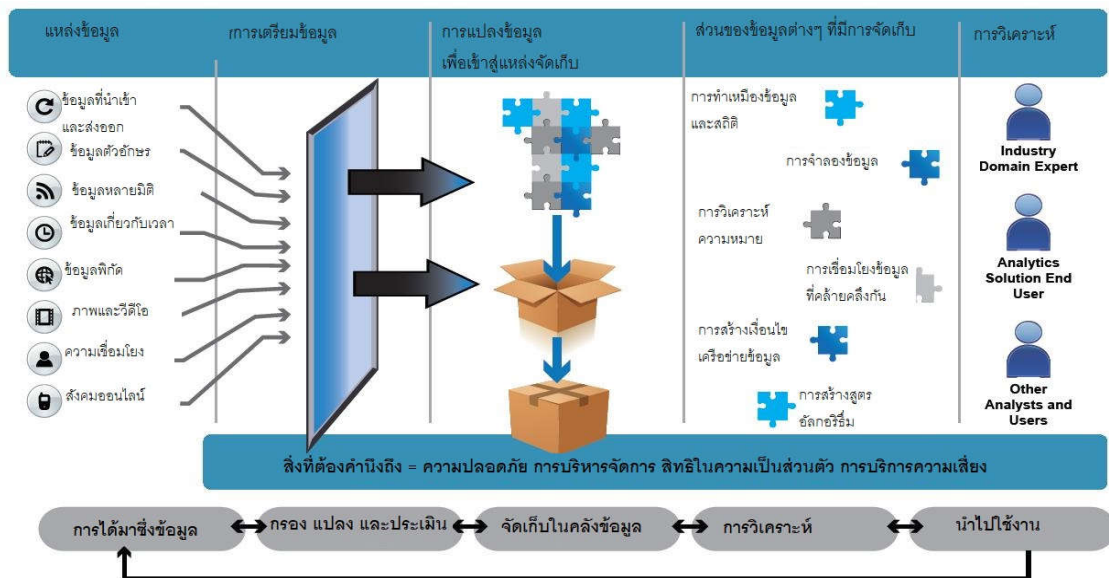 แหล่งข้อมูล
การเตรียมข้อมูล
การแปลงข้อมูล
เพื่อเข้าสู่แหล่งจัดเก็บ
ส่วนของข้อมูลต่างๆ ที่มีการจัดเก็บ
การวิเคราะห์
ข้อมูลที่นำเข้า
และส่งออก
ข้อมูลตัวอักษร
ข้อมูลหลายมิติ
ข้อมูลเกี่ยวกับเวลา
ข้อมูลพิกัด
ภาพและวีดีโอ
ความเชื่อมโยง
สังคมออนไลน์
การทำเหมืองข้อมูล
และสถิติ
การจำลองข้อมูล
การวิเคราะห์
ความหมาย
การเชื่อมโยงข้อมูล
ที่คล้ายคลึงกัน
การสร้างเงื่อนไข
เครือข่ายข้อมูล
การสร้างสูตร
อัลกอริธึ่ม
Industry
Domain Expert
Analytics
Solution End
User
Other
Analysts and
Users
สิ่งที่ต้องคำนึงถึง = ความปลอดภัย การบริหารจัดการ สิทธิในความเป็นส่วนตัว การบริการความเสี่ยง
การได้มาซึ่งข้อมูล
กรอง แปลง และประเมิน
จัดเก็บในคลังข้อมูล
การวิเคราะห์
นำไปใช้งาน